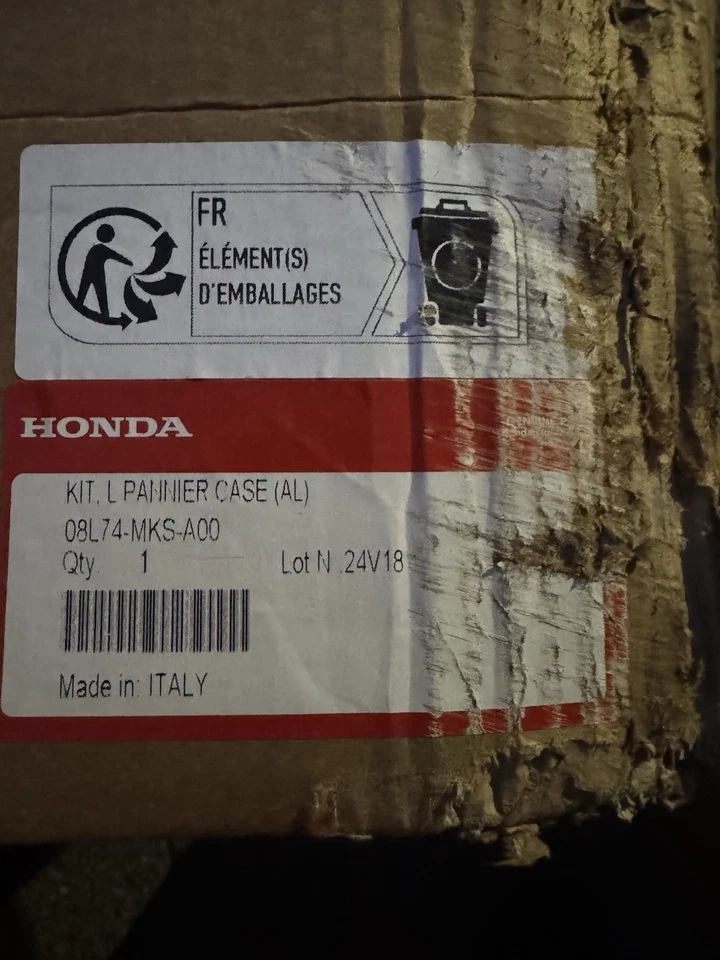 FR
ÉLÉMENT(S)
D'EMBALLAGES
HONDA
KIT, L PANNIER CASE (AL)
08L74-MKS-A00
Qty. 1 Lot N .24V18
Made in: ITALY